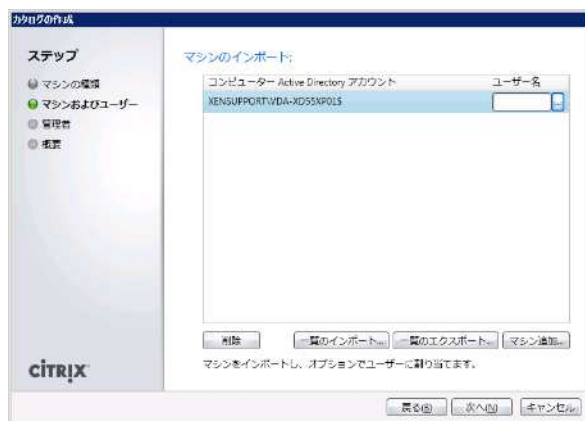 カタログの作成
ステップ
マシンの種類
マシンおよびユーザー
管理者
概要
CITRIX
マシンのインポート:
コンピューター Active Directory アカウント
ユーザー名
XENSUPPORT\VDA-XD55XP01$
...
削除
一覧のインポート...
一覧のエクスポート...
マシン追加...
マシンをインポートし、オプションでユーザーに割り当てます。
戻る(B)
次へ(N)
キャンセル